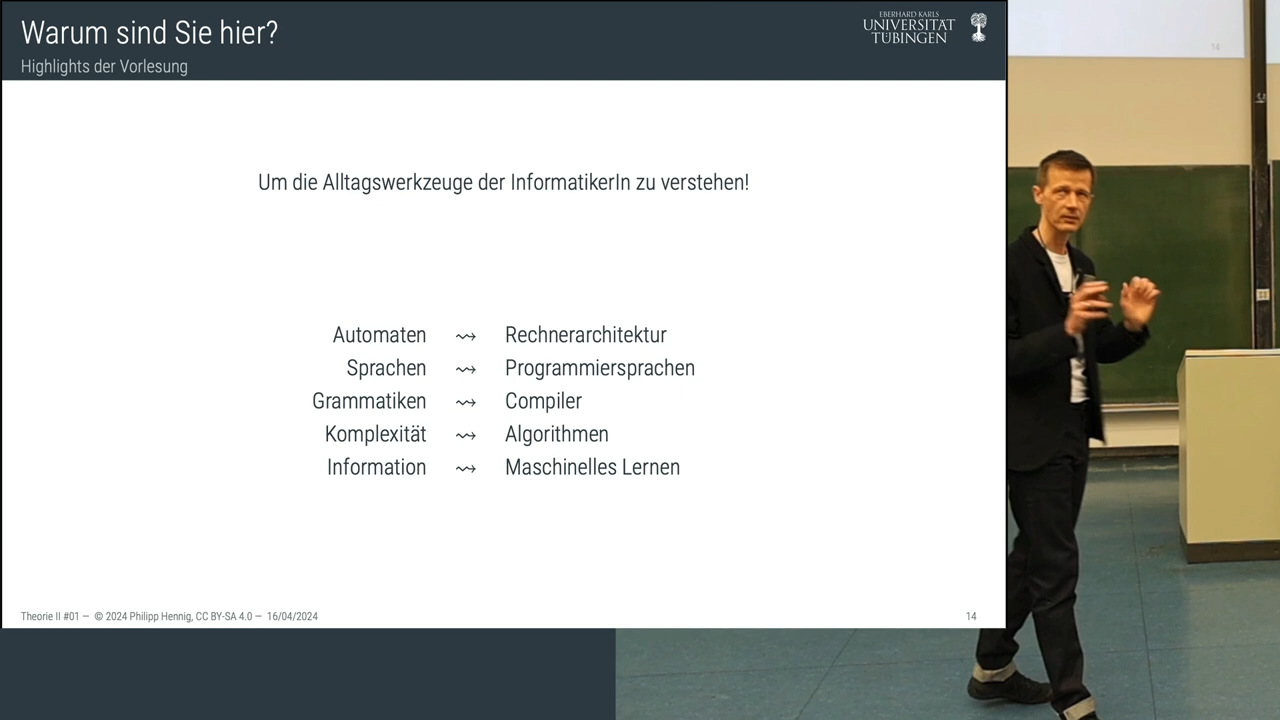 Warum sind Sie hier?
Highlights der Vorlesung
EBERHARD KARLS
UNIVERSITÄT
TÜBINGEN
Um die Alltagswerkzeuge der InformatikerIn zu verstehen!
Automaten ⇝ Rechnerarchitektur
Sprachen ⇝ Programmiersprachen
Grammatiken ⇝ Compiler
Komplexität ⇝ Algorithmen
Information ⇝ Maschinelles Lernen
Theorie II #01 — © 2024 Philipp Hennig, CC BY-SA 4.0 — 16/04/2024
14
14